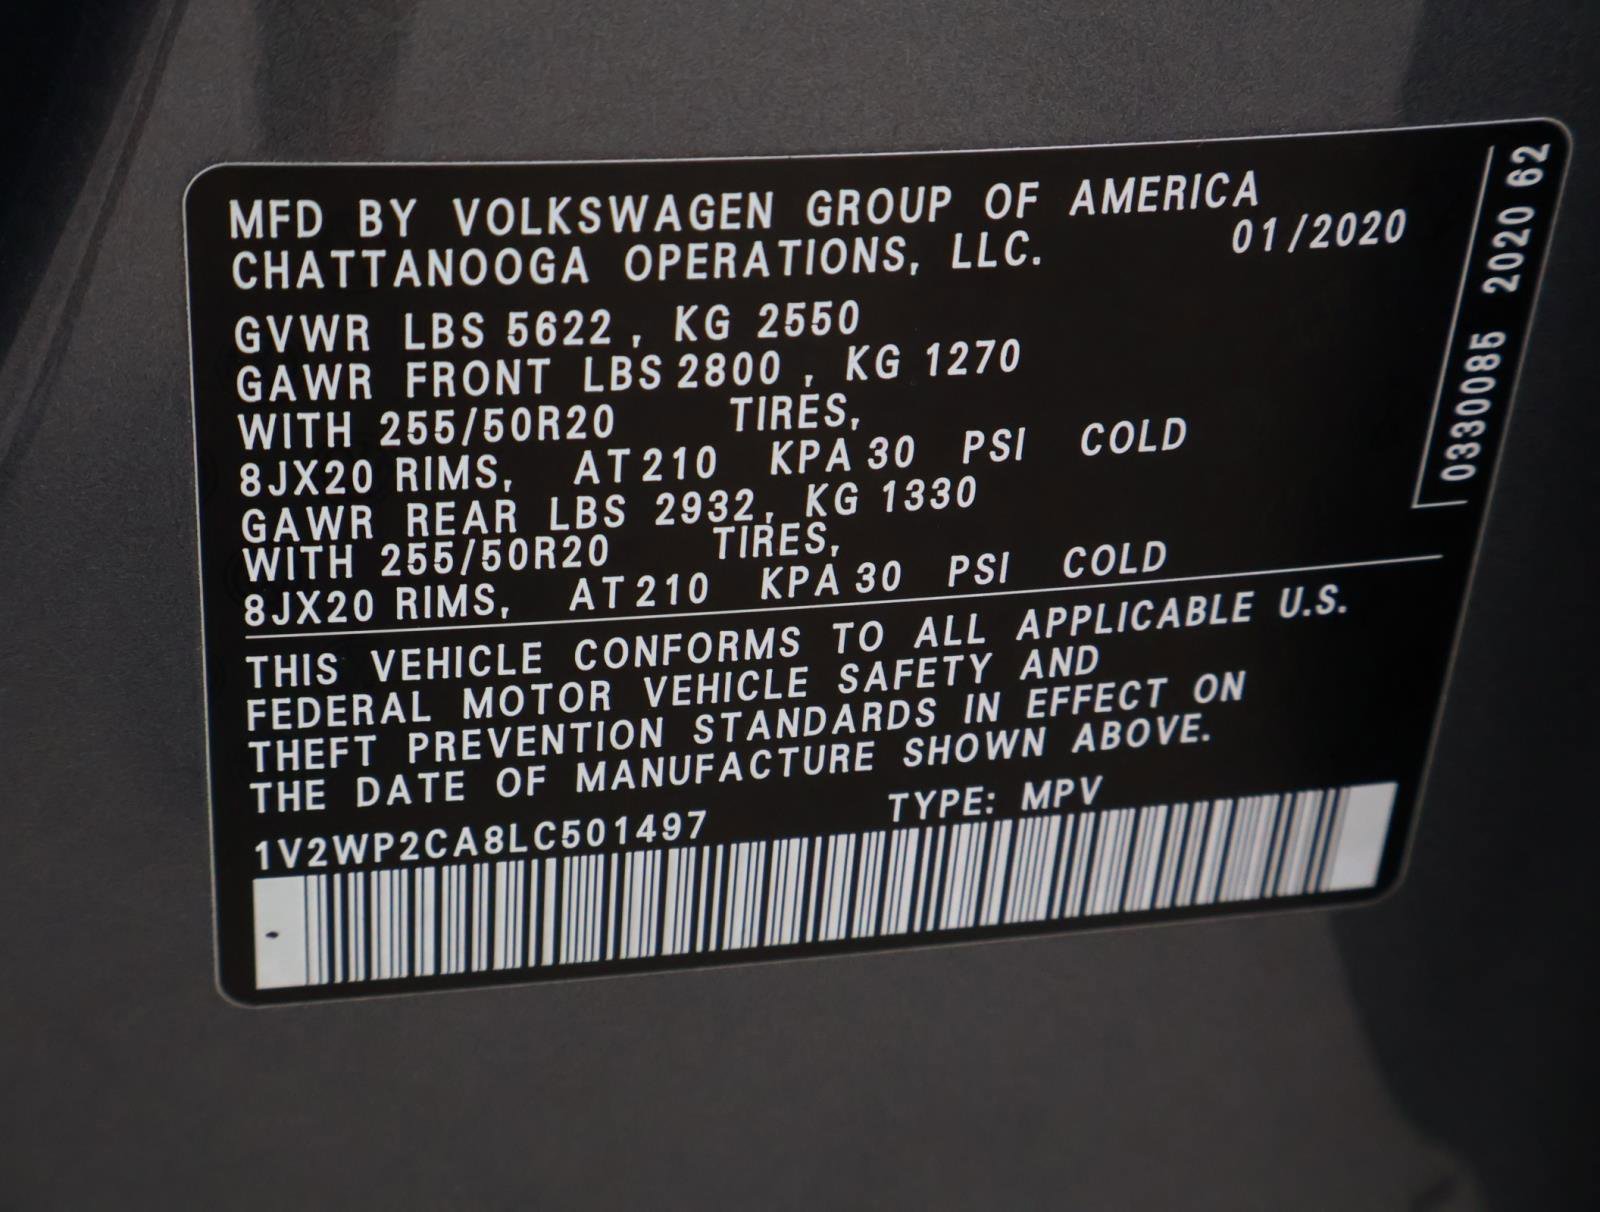 MFD BY VOLKSWAGEN GROUP OF AMERICA
CHATTANOOGA OPERATIONS, LLC. 01/2020
GVWR LBS 5622 , KG 2550
GAWR FRONT LBS 2800 , KG 1270
WITH 255/50R20 TIRES,
8JX20 RIMS, AT 210 KPA 30 PSI COLD
GAWR REAR LBS 2932, KG 1330
WITH 255/50R20 TIRES,
8JX20 RIMS, AT 210 KPA 30 PSI COLD
THIS VEHICLE CONFORMS TO ALL APPLICABLE U.S.
FEDERAL MOTOR VEHICLE SAFETY AND
THEFT PREVENTION STANDARDS IN EFFECT ON
THE DATE OF MANUFACTURE SHOWN ABOVE.
1V2WP2CA8LC501497 TYPE: MPV
0330085 2020 62